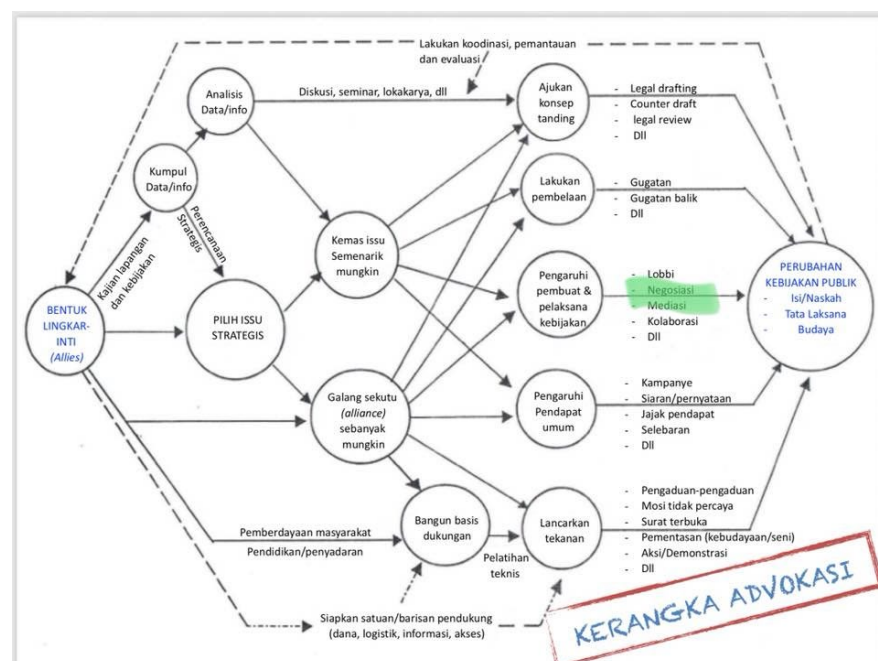 Lakukan koodinasi, pemantauan
dan evaluasi
Analisis
Data/info
Diskusi, seminar, lokakarya, dll
Ajukan
konsep
tanding
- Legal drafting
- Counter draft
- legal review
- Dll
Kumpul
Data/info
Perencanaan
Strategis
Kajian lapangan
dan kebijakan
Lakukan
pembelaan
- Gugatan
- Gugatan balik
- Dll
Kemas issu
Semenarik
mungkin
BENTUK
LINGKAR-
INTI
(Allies)
PILIH ISSU
STRATEGIS
Pengaruhi
pembuat &
pelaksana
kebijakan
- Lobbi
- Negosiasi
- Mediasi
- Kolaborasi
- Dll
PERUBAHAN
KEBIJAKAN PUBLIK
- Isi/Naskah
- Tata Laksana
- Budaya
Galang sekutu
(alliance)
sebanyak
mungkin
Pengaruhi
Pendapat
umum
- Kampanye
- Siaran/pernyataan
- Jajak pendapat
- Selebaran
- Dll
Pemberdayaan masyarakat
Pendidikan/penyadaran
Bangun basis
dukungan
Pelatihan
teknis
Lancarkan
tekanan
- Pengaduan-pengaduan
- Mosi tidak percaya
- Surat terbuka
- Pementasan (kebudayaan/seni)
- Aksi/Demonstrasi
- Dll
Siapkan satuan/barisan pendukung
(dana, logistik, informasi, akses)
KERANGKA ADVOKASI